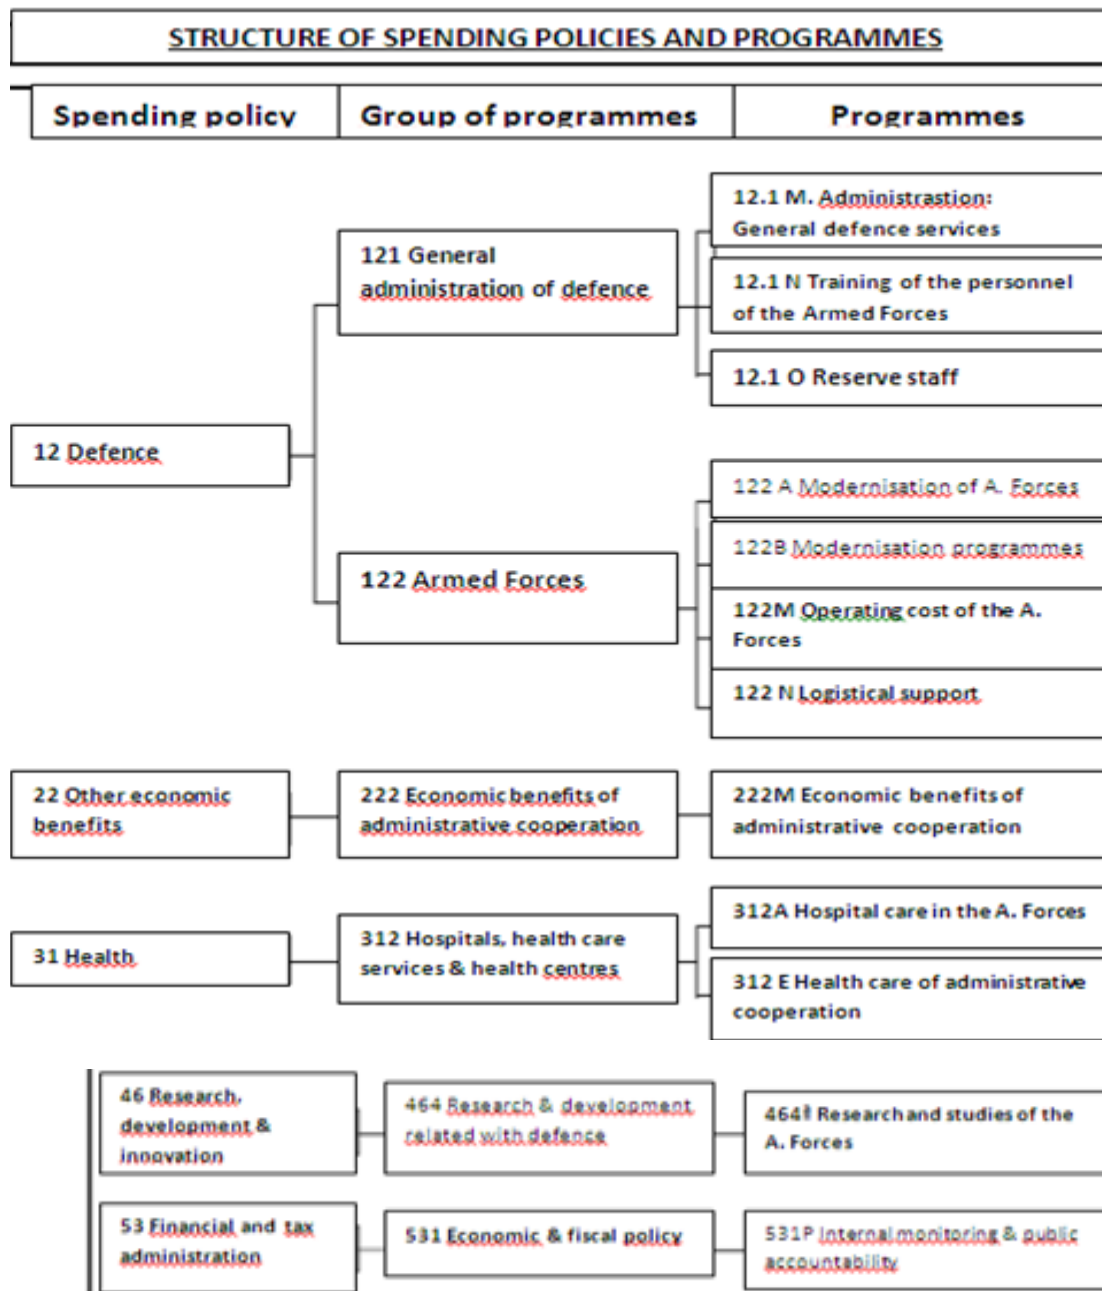 STRUCTURE OF SPENDING POLICIES AND PROGRAMMES
Spending policy
Group of programmes
Programmes
12 Defence
121 General
administration of defence
12.1 M. Administrastion:
General defence services
12.1 N Training of the personnel
of the Armed Forces
12.1 O Reserve staff
122 Armed Forces
122 A Modernisation of A. Forces
122B Modernisation programmes
122M Operating cost of the A.
Forces
122 N Logistical support
22 Other economic
benefits
222 Economic benefits of
administrative cooperation
222M Economic benefits of
administrative cooperation
31 Health
312 Hospitals, health care
services & health centres
312A Hospital care in the A. Forces
312 E Health care of administrative
cooperation
46 Research,
development &
innovation
464 Research & development
related with defence
Research and studies of the
A. Forces
53 Financial and tax
administration
531 Economic & fiscal policy
531P Internal monitoring & public
accountability